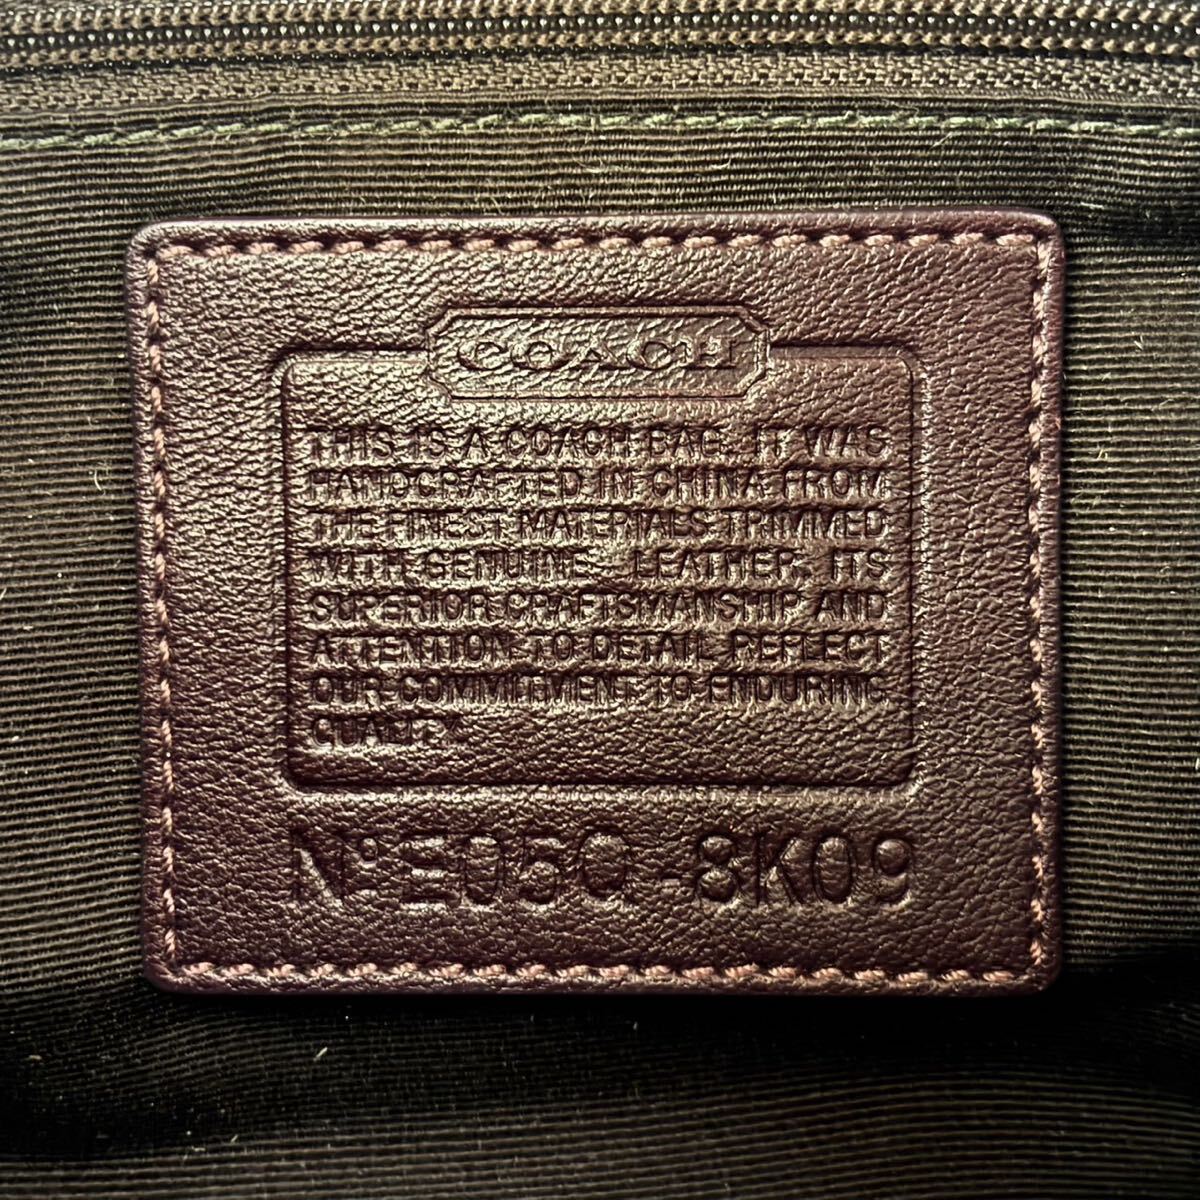 COACH
THIS IS A COACH BAG. IT WAS
HANDCRAFTED IN CHINA FROM
THE FINEST MATERIALS TRIMMED
WITH GENUINE LEATHER. ITS
SUPERIOR CRAFTSMANSHIP AND
ATTENTION TO DETAIL REFLECT
OUR COMMITMENT TO ENDURING
QUALITY.
Nº E05Q-8K09